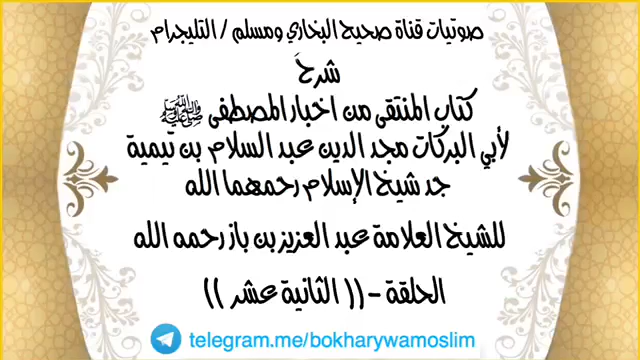 صوتيات قناة صحيح البخاري ومسلم / التليجرام
شرح
كتاب المنتقى من اخبار المصطفى ﷺ
لأبي البركات مجد الدين عبد السلام بن تيمية
جد شيخ الإسلام رحمهما الله
للشيخ العلامة عبد العزيز بن باز رحمه الله
الحلقة - (( الثانية عشر ))
telegram.me/bokharywamoslim